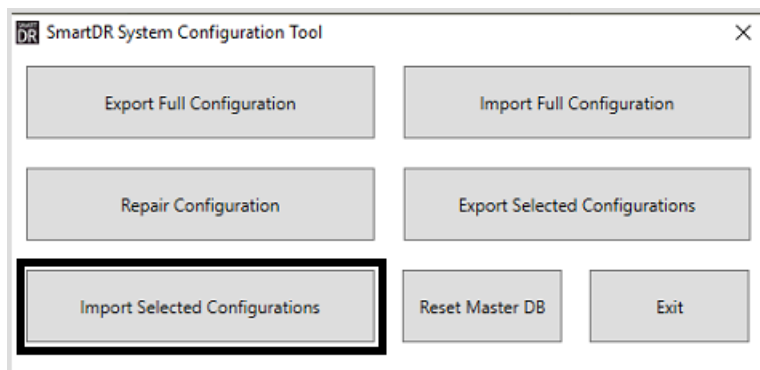 SMART
DR SmartDR System Configuration Tool
Export Full Configuration
Import Full Configuration
Repair Configuration
Export Selected Configurations
Import Selected Configurations
Reset Master DB
Exit